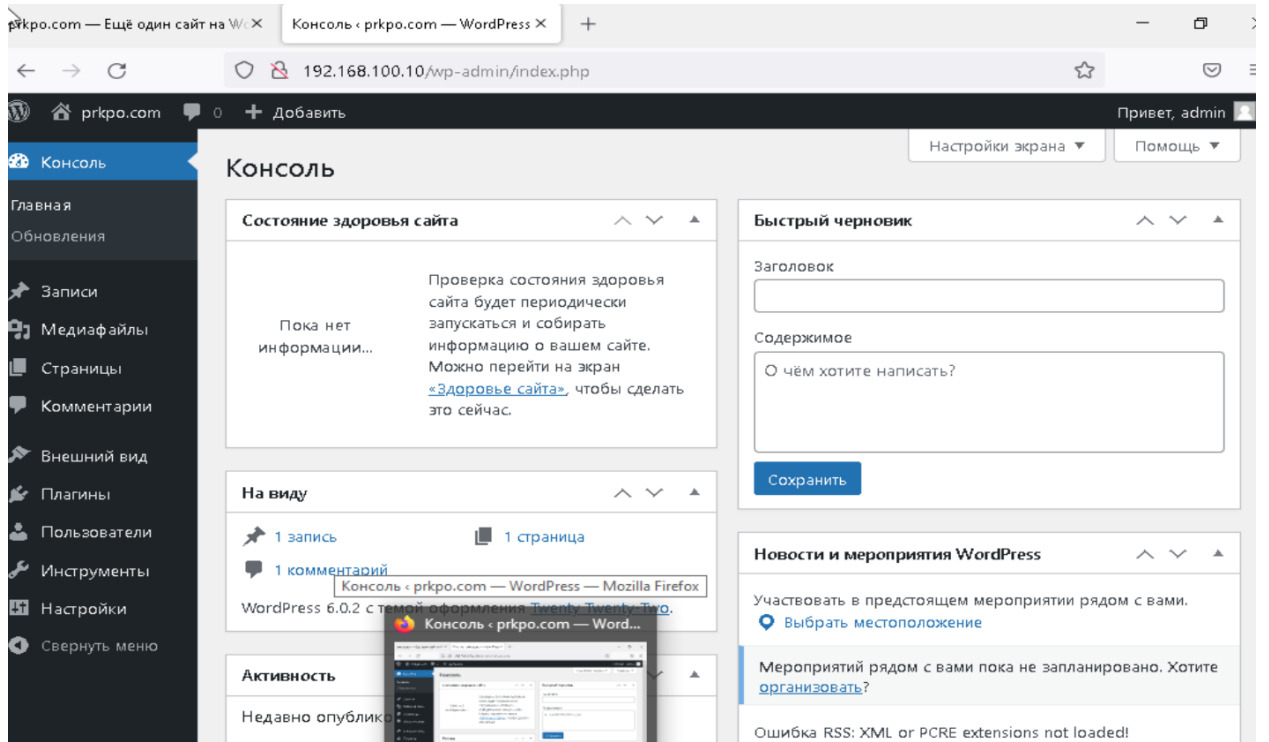 prkpo.com — Ещё один сайт на Wo
Консоль ‹ prkpo.com — WordPress
192.168.100.10/wp-admin/index.php
prkpo.com 0 Добавить Привет, admin
Консоль
Главная
Обновления
Записи
Медиафайлы
Страницы
Комментарии
Внешний вид
Плагины
Пользователи
Инструменты
Настройки
Свернуть меню
Настройки экрана
Помощь
Консоль
Состояние здоровья сайта
Пока нет
информации...
Проверка состояния здоровья
сайта будет периодически
запускаться и собирать
информацию о вашем сайте.
Можно перейти на экран
«Здоровье сайта», чтобы сделать
это сейчас.
На виду
1 запись
1 страница
1 комментарий
Консоль ‹ prkpo.com — WordPress — Mozilla Firefox
WordPress 6.0.2 с темой оформления Twenty Twenty-Two.
Консоль ‹ prkpo.com — Word...
Активность
Недавно опублико
Быстрый черновик
Заголовок
Содержимое
О чём хотите написать?
Сохранить
Новости и мероприятия WordPress
Участвовать в предстоящем мероприятии рядом с вами.
Выбрать местоположение
Мероприятий рядом с вами пока не запланировано. Хотите
организовать?
Ошибка RSS: XML or PCRE extensions not loaded!